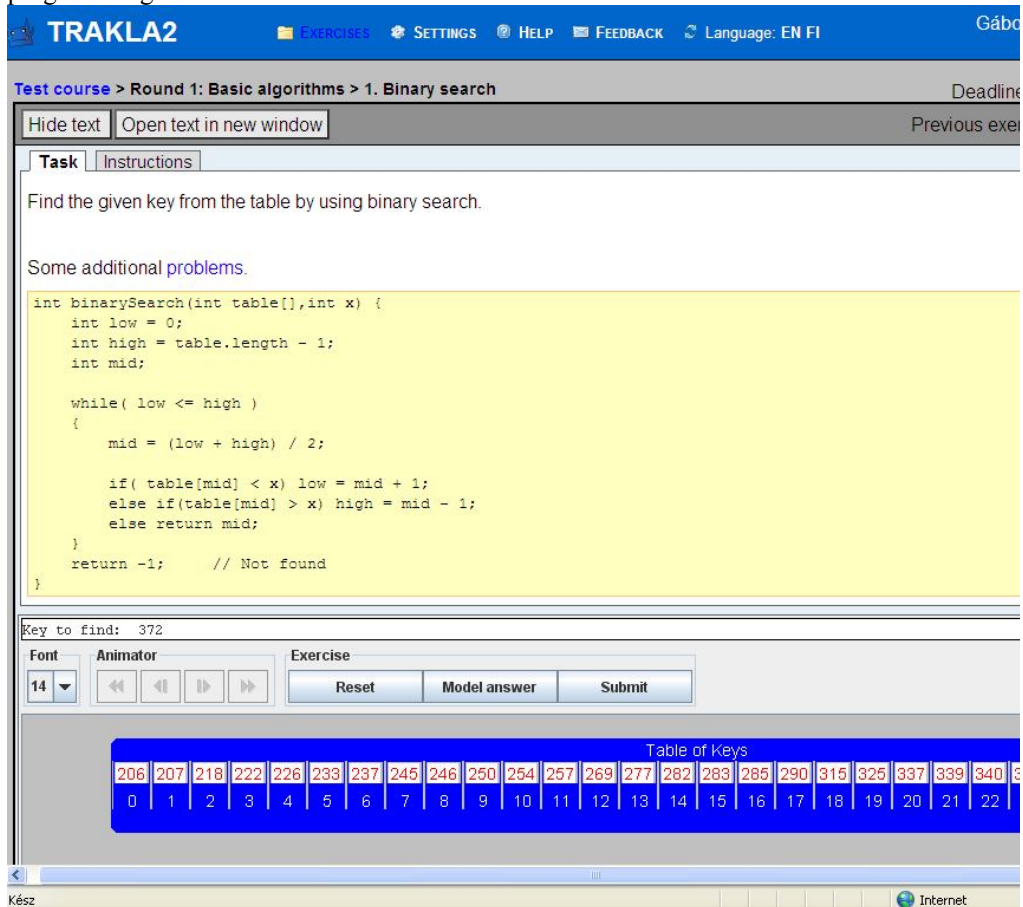 TRAKLA2 EXERCISES SETTINGS HELP FEEDBACK Language: EN FI Gábo
Test course > Round 1: Basic algorithms > 1. Binary search Deadline
Hide text Open text in new window Previous exer
Task Instructions
Find the given key from the table by using binary search.
Some additional problems.
int binarySearch(int table[],int x) {
int low = 0;
int high = table.length - 1;
int mid;
while( low <= high )
{
mid = (low + high) / 2;
if( table[mid] < x) low = mid + 1;
else if(table[mid] > x) high = mid - 1;
else return mid;
}
return -1; // Not found
}
Key to find: 372
Font Animator Exercise
14 Reset Model answer Submit
Table of Keys
206 207 218 222 226 233 237 245 246 250 254 257 269 277 282 283 285 290 315 325 337 339 340
0 1 2 3 4 5 6 7 8 9 10 11 12 13 14 15 16 17 18 19 20 21 22
Kész Internet